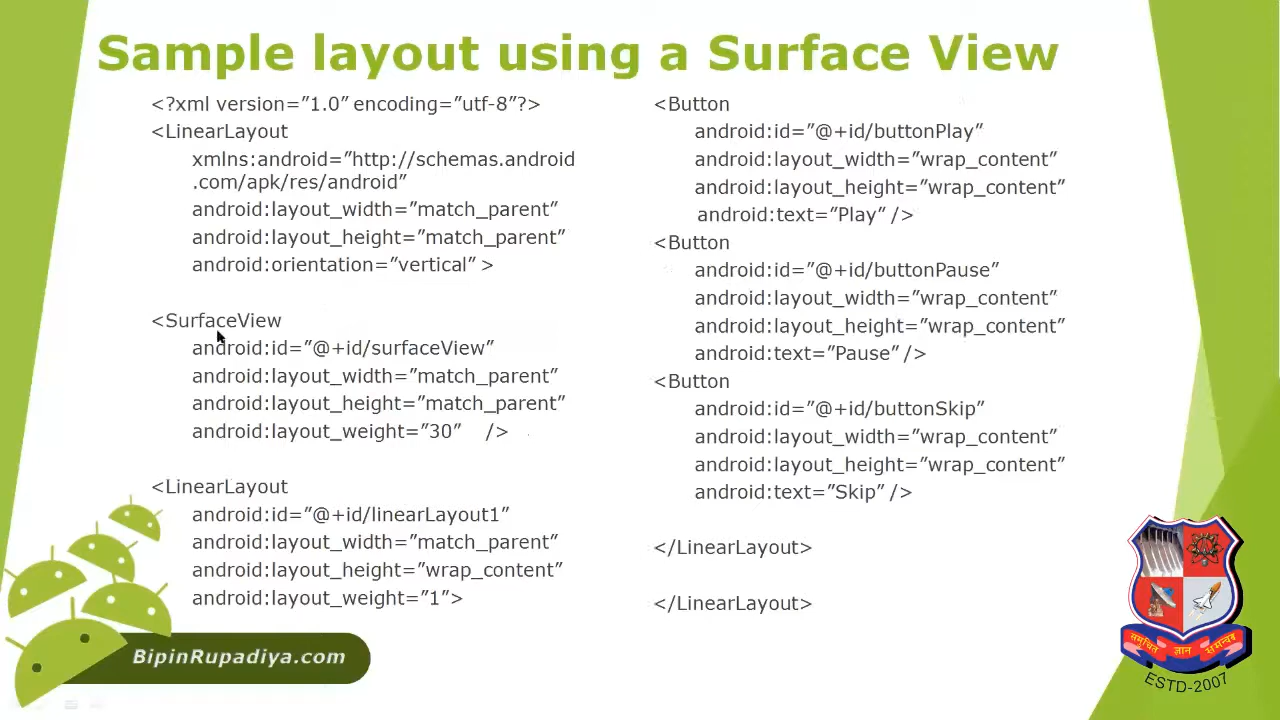 Sample layout using a Surface View
<?xml version=”1.0” encoding=”utf-8”?>
<LinearLayout
xmlns:android=”http://schemas.android
.com/apk/res/android”
android:layout_width=”match_parent”
android:layout_height=”match_parent”
android:orientation=”vertical” >
<SurfaceView
android:id=”@+id/surfaceView”
android:layout_width=”match_parent”
android:layout_height=”match_parent”
android:layout_weight=”30” />
<LinearLayout
android:id=”@+id/linearLayout1”
android:layout_width=”match_parent”
android:layout_height=”wrap_content”
android:layout_weight=”1”>
<Button
android:id=”@+id/buttonPlay”
android:layout_width=”wrap_content”
android:layout_height=”wrap_content”
android:text=”Play” />
<Button
android:id=”@+id/buttonPause”
android:layout_width=”wrap_content”
android:layout_height=”wrap_content”
android:text=”Pause” />
<Button
android:id=”@+id/buttonSkip”
android:layout_width=”wrap_content”
android:layout_height=”wrap_content”
android:text=”Skip” />
</LinearLayout>
</LinearLayout>
BipinRupadiya.com
ज्ञान
ESTD-2007